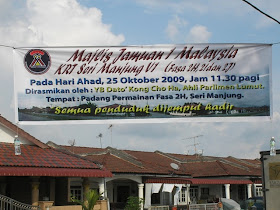 Majlis Jamuan 1 Malaysia
KRT Seri Manjung V1 (Fasa 2H, 2I dan 2J)
Pada Hari Ahad, 25 Oktober 2009, Jam 11.30 pagi
Dirasmikan oleh : YB Dato' Kong Cho Ha, Ahli Parlimen Lumut.
Tempat : Padang Permainan Fasa 2H, Seri Manjung.
Semua penduduk dijemput hadir